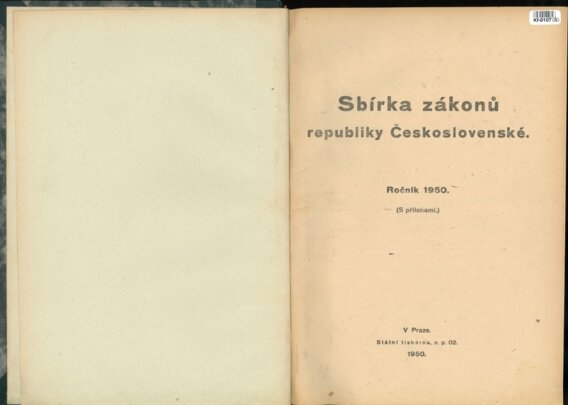 Sbírka zákonů
republiky Československé.
Ročník 1950.
(S přílohami.)
V Praze.
Státní tiskárna, n. p. 02.
1950.